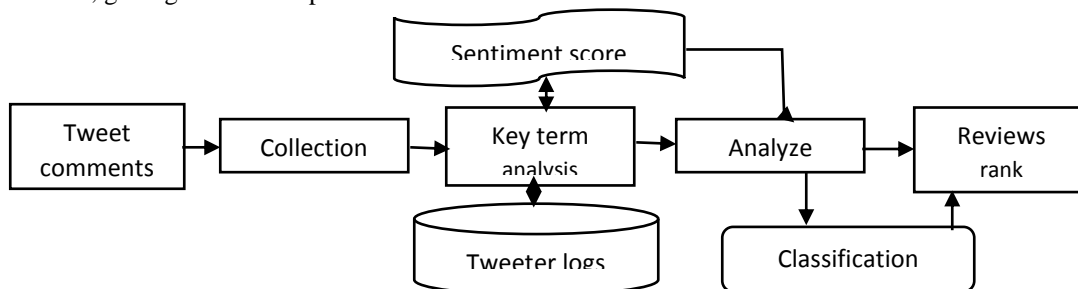 Sentiment score
Tweet
comments
Collection
Key term
analysis
Analyze
Reviews
rank
Tweeter logs
Classification